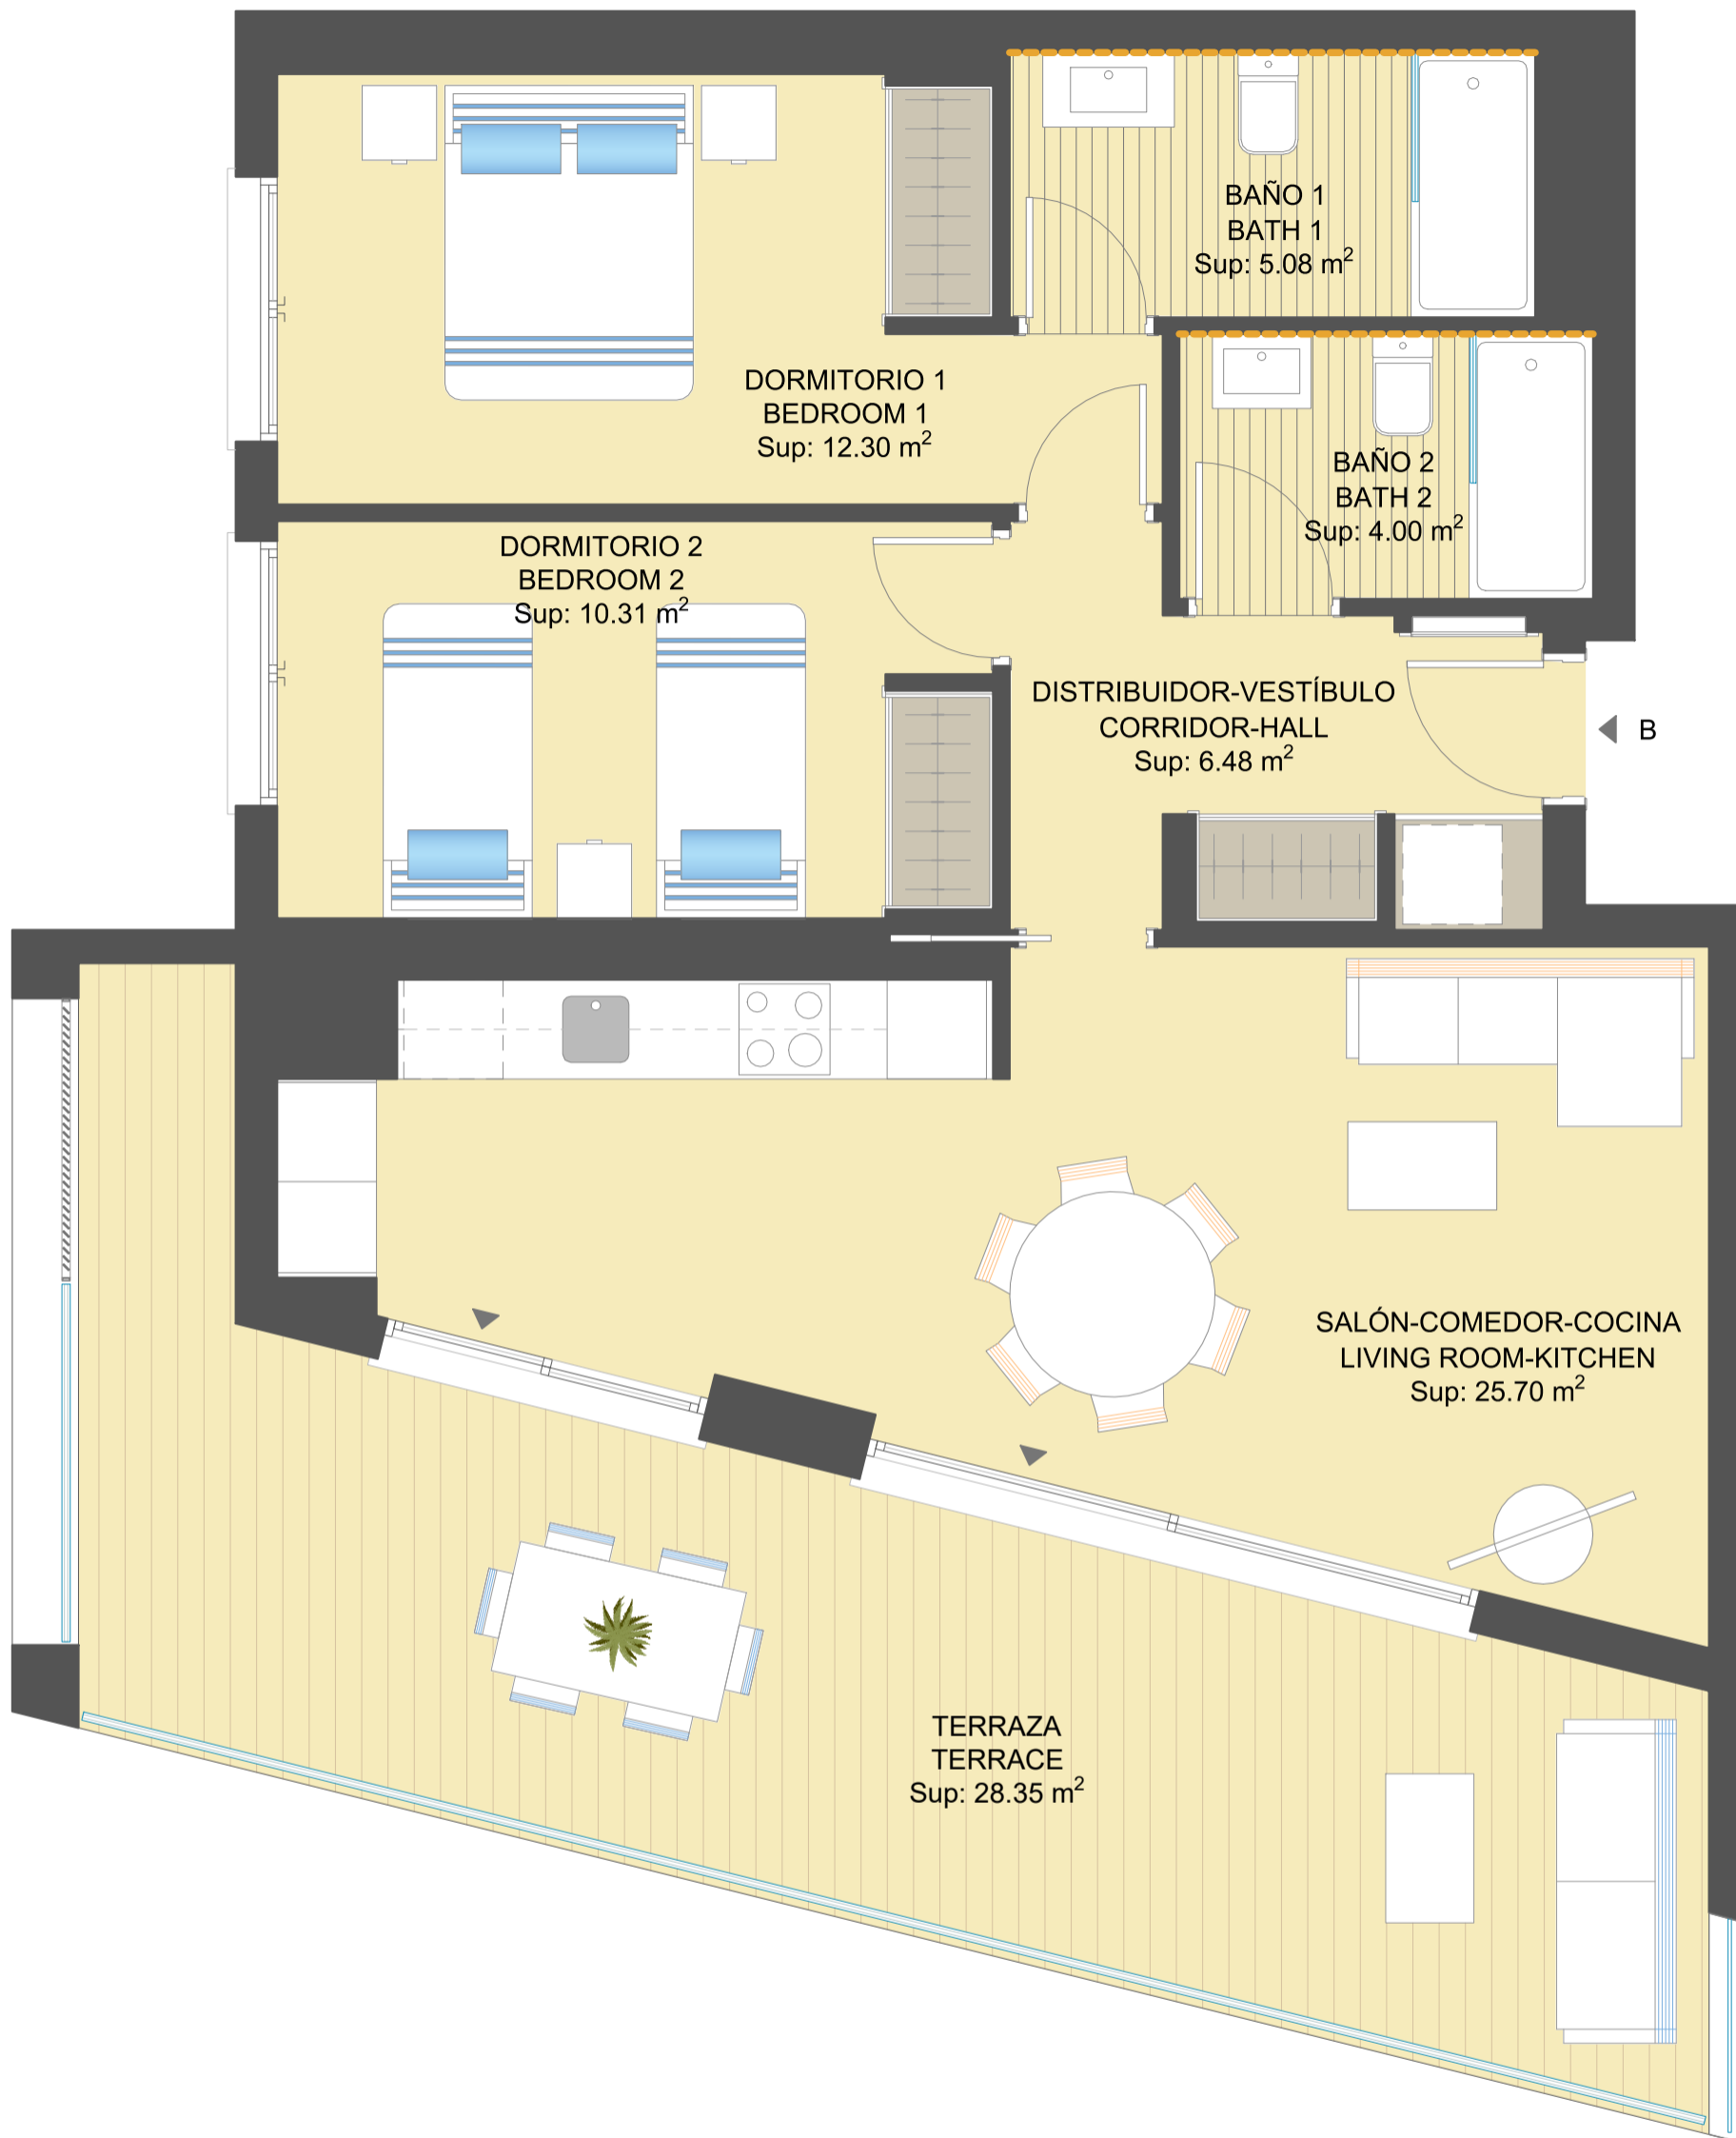 BAÑO 1
BATH 1
Sup: 5.08 m²
DORMITORIO 1
BEDROOM 1
Sup: 12.30 m²
BAÑO 2
BATH 2
Sup: 4.00 m²
DORMITORIO 2
BEDROOM 2
Sup: 10.31 m²
DISTRIBUIDOR-VESTÍBULO
CORRIDOR-HALL
Sup: 6.48 m²
B
SALÓN-COMEDOR-COCINA
LIVING ROOM-KITCHEN
Sup: 25.70 m²
TERRAZA
TERRACE
Sup: 28.35 m²